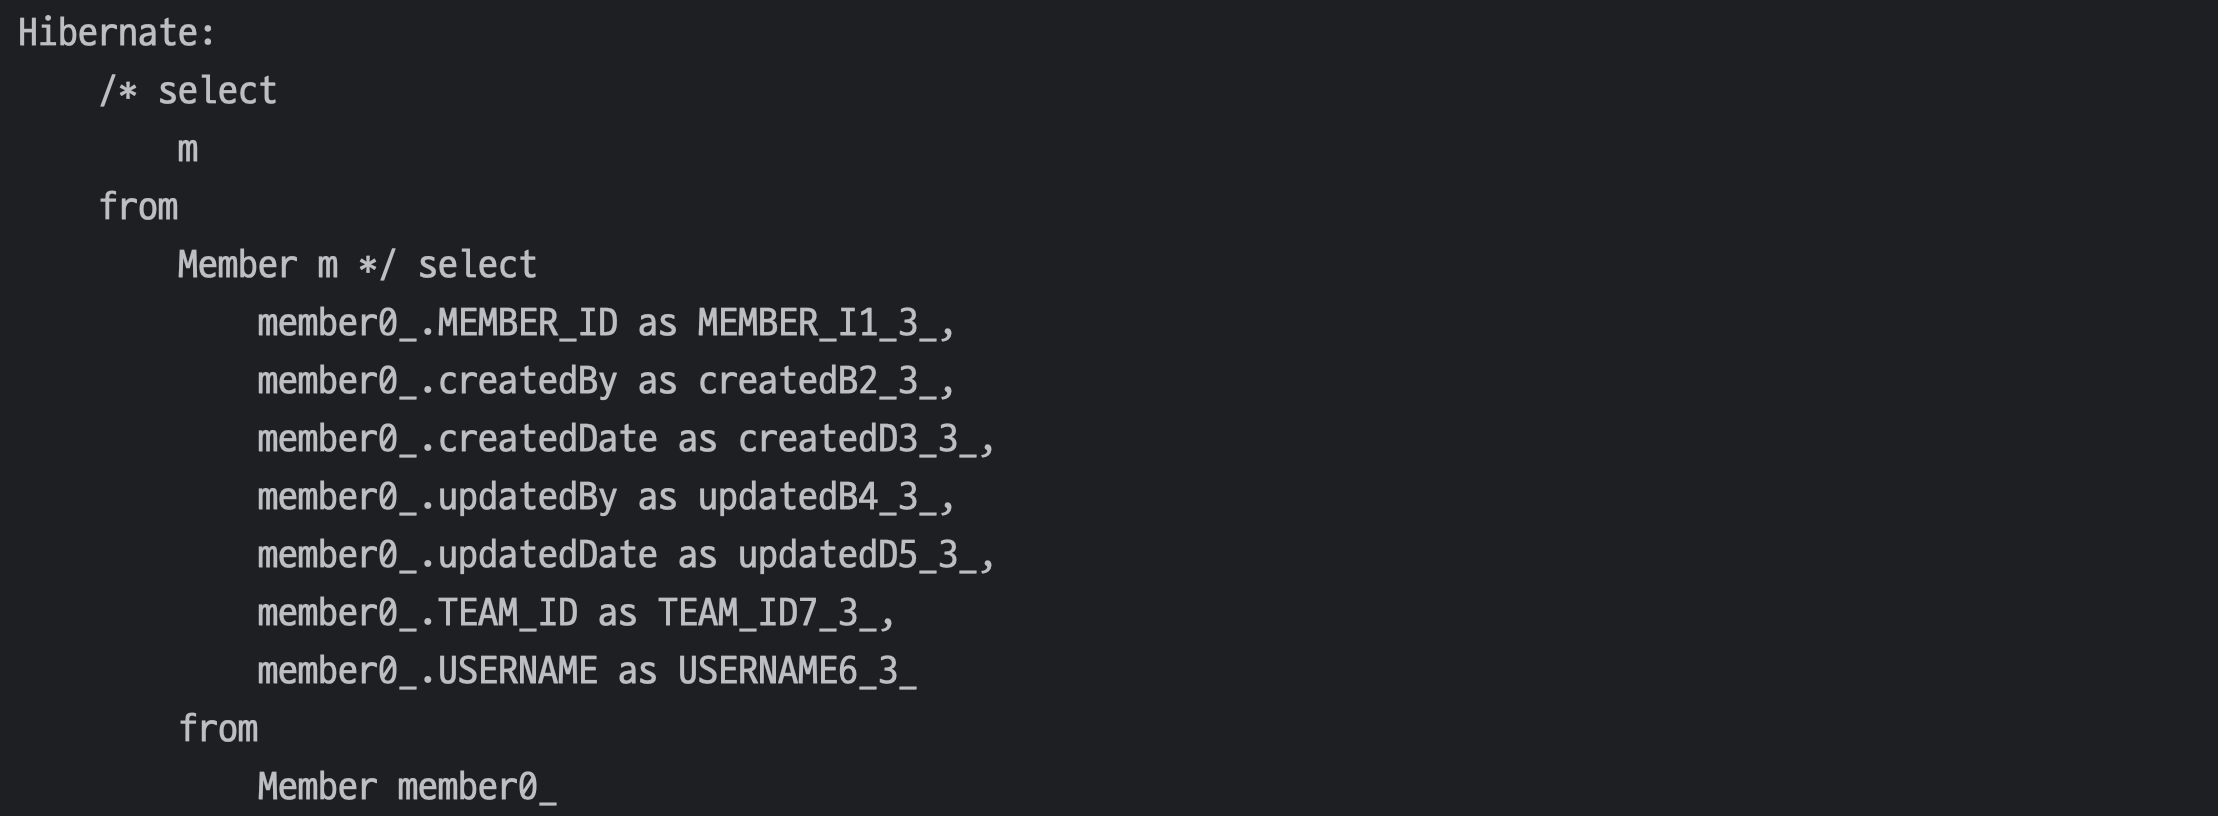 Hibernate:
/* select
m
from
Member m */ select
member0_.MEMBER_ID as MEMBER_I1_3_,
member0_.createdBy as createdB2_3_,
member0_.createdDate as createdD3_3_,
member0_.updatedBy as updatedB4_3_,
member0_.updatedDate as updatedD5_3_,
member0_.TEAM_ID as TEAM_ID7_3_,
member0_.USERNAME as USERNAME6_3_
from
Member member0_